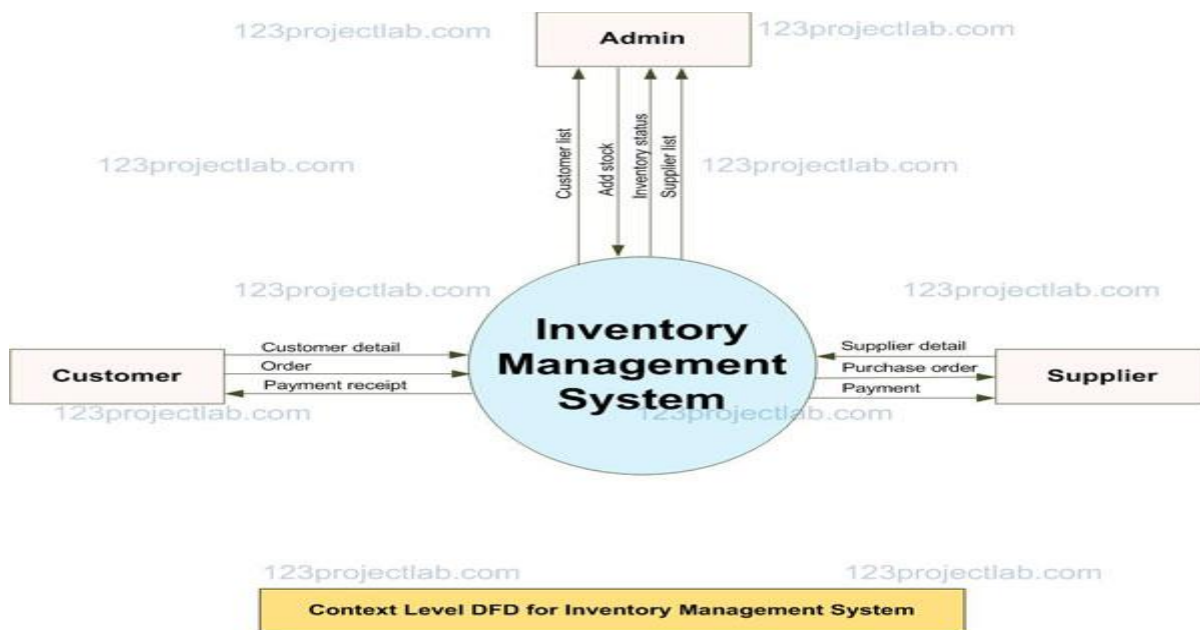 123projectlab.com
Admin
123projectlab.com
Customer list
Add stock
Inventory status
Supplier list
123projectlab.com
123projectlab.com
123projectlab.com
123projectlab.com
Inventory
Management
System
Customer
Customer detail
Order
Payment receipt
Supplier detail
Purchase order
Payment
Supplier
123projectlab.com
123projectlab.com
123projectlab.com
123projectlab.com
Context Level DFD for Inventory Management System